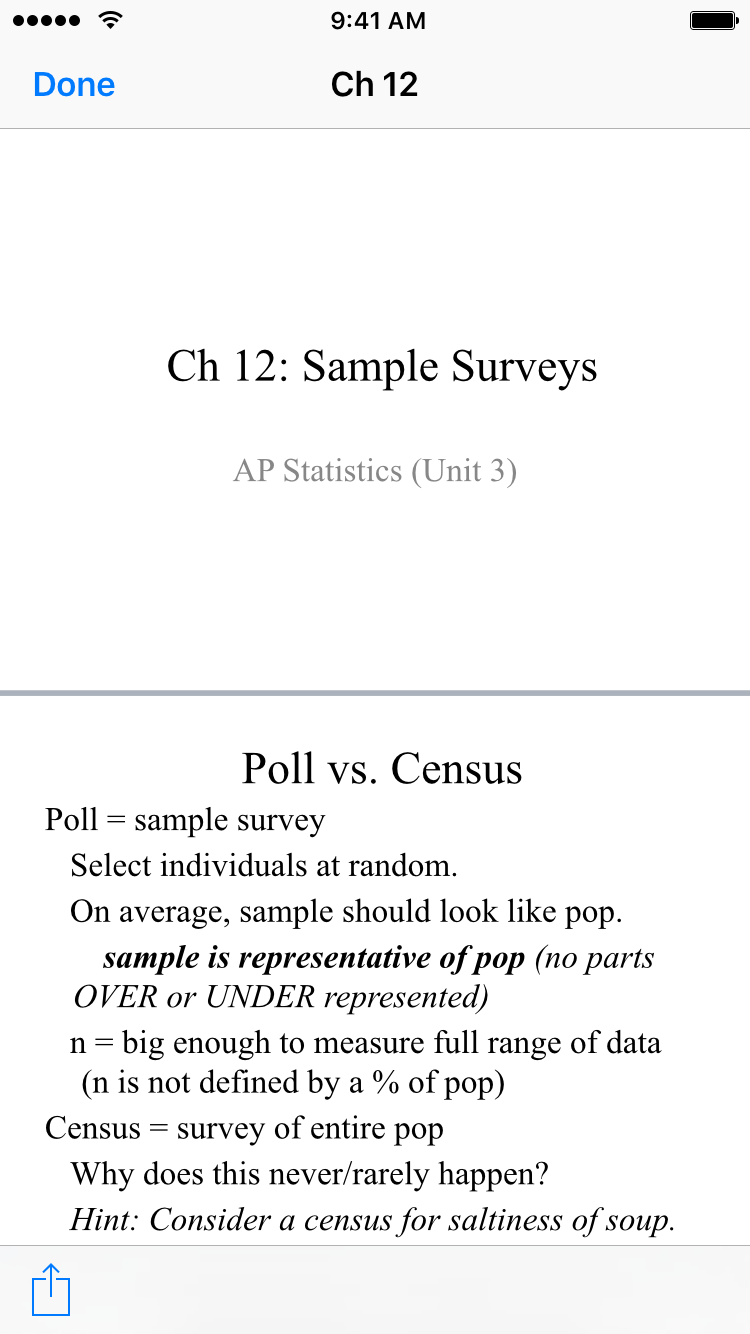 9:41 AM
Done
Ch 12
Ch 12: Sample Surveys
AP Statistics (Unit 3)
Poll vs. Census
Poll = sample survey
Select individuals at random.
On average, sample should look like pop.
sample is representative of pop (no parts
OVER or UNDER represented)
n = big enough to measure full range of data
(n is not defined by a % of pop)
Census = survey of entire pop
Why does this never/rarely happen?
Hint: Consider a census for saltiness of soup.